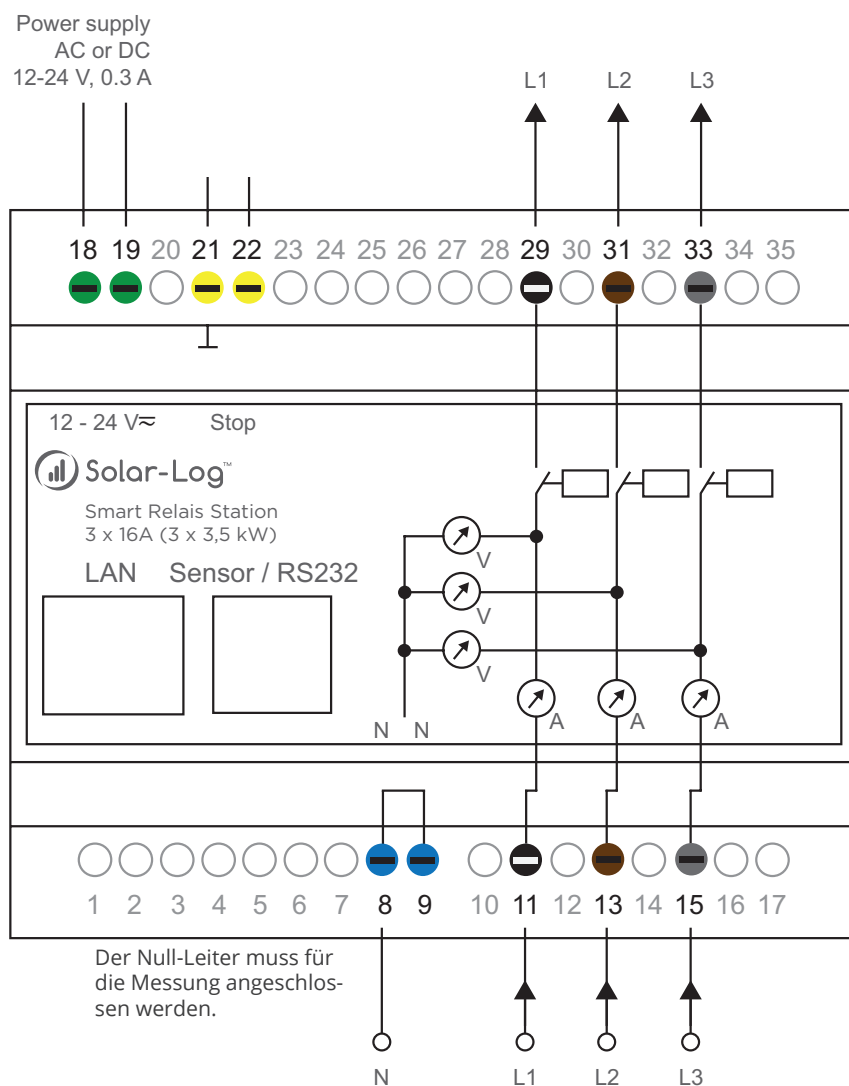 Power supply
AC or DC
12-24 V, 0.3 A
L1 L2 L3
18 19 20 21 22 23 24 25 26 27 28 29 30 31 32 33 34 35
12 - 24 V⎓ Stop
Solar-Log™
Smart Relais Station
3 x 16A (3 x 3,5 kW)
LAN Sensor / RS232
V
V
V
A A A
N N
1 2 3 4 5 6 7 8 9 10 11 12 13 14 15 16 17
Der Null-Leiter muss für
die Messung angeschlos-
sen werden.
N L1 L2 L3